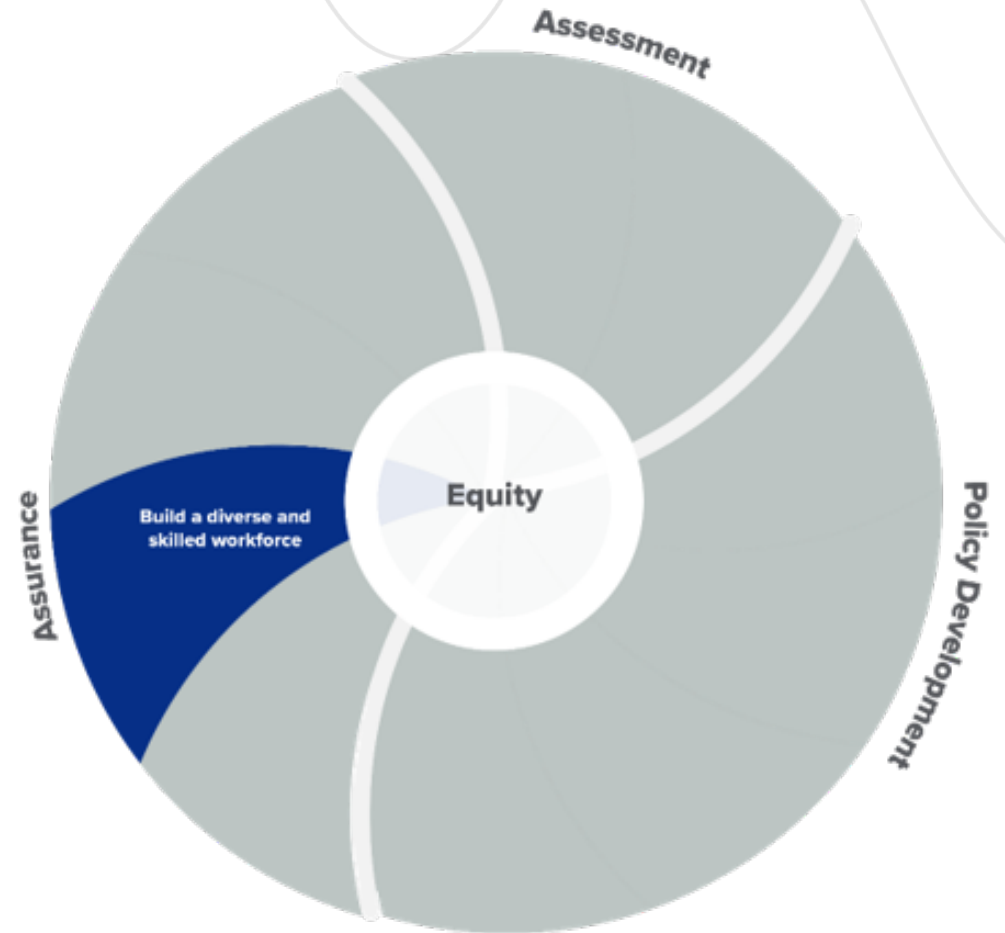 Assessment
Policy Development
Assurance
Build a diverse and
skilled workforce
Equity